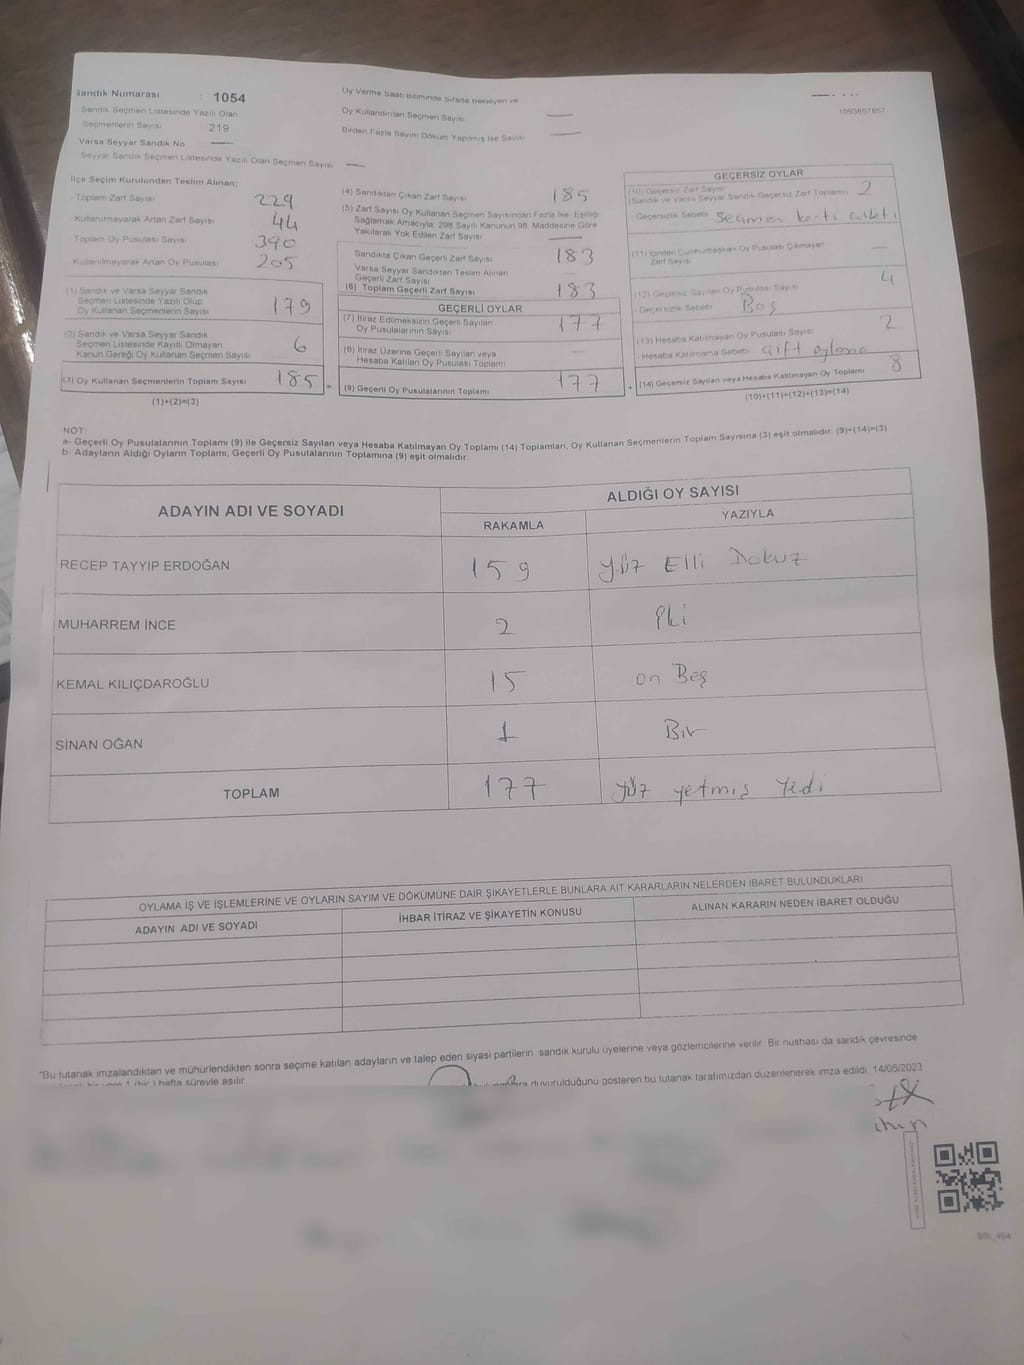 Sandık Numarası : 1054
Sandık Seçmen Listesinde Yazılı Olan
Seçmenlerin Sayısı 219
Varsa Seyyar Sandık No —
Seyyar Sandık Seçmen Listesinde Yazılı Olan Seçmen Sayısı —
Oy Verme Saati Bitiminde Sırada Bekleyen ve
Oy Kullandırılan Seçmen Sayısı —
Birden Fazla Sayım Döküm Yapılmış İse Sayısı —
1093957857
İlçe Seçim Kurulundan Teslim Alınan;
- Toplam Zarf Sayısı 229
- Kullanılmayarak Artan Zarf Sayısı 44
- Toplam Oy Pusulası Sayısı 390
- Kullanılmayarak Artan Oy Pusulası 205
(1) Sandık ve Varsa Seyyar Sandık
Seçmen Listesinde Yazılı Olup
Oy Kullanan Seçmenlerin Sayısı 179
(2) Sandık ve Varsa Seyyar Sandık
Seçmen Listesinde Kayıtlı Olmayan
Kanun Gereği Oy Kullanan Seçmen Sayısı 6
(3) Oy Kullanan Seçmenlerin Toplam Sayısı 185
(1)+(2)=(3)
(4) Sandıktan Çıkan Zarf Sayısı 185
(5) Zarf Sayısı Oy Kullanan Seçmen Sayısından Fazla İse; Eşitliği
Sağlamak Amacıyla; 298 Sayılı Kanunun 98. Maddesine Göre
Yakılarak Yok Edilen Zarf Sayısı —
Sandıkta Çıkan Geçerli Zarf Sayısı 183
Varsa Seyyar Sandıktan Teslim Alınan
Geçerli Zarf Sayısı —
(6) Toplam Geçerli Zarf Sayısı 183
GEÇERLİ OYLAR
(7) İtiraz Edilmeksizin Geçerli Sayılan
Oy Pusulalarının Sayısı 177
(8) İtiraz Üzerine Geçerli Sayılan veya
Hesaba Katılan Oy Pusulası Toplamı —
(9) Geçerli Oy Pusulalarının Toplamı 177
GEÇERSİZ OYLAR
(10) Geçersiz Zarf Sayısı
(Sandık ve Varsa Seyyar Sandık Geçersiz Zarf Toplamı) 2
- Geçersizlik Sebebi: Seçmen kartı
(11) İçinden Cumhurbaşkanı Oy Pusulası Çıkmayan
Zarf Sayısı —
(12) Geçersiz Sayılan Oy Pusulası Sayısı 4
- Geçersizlik Sebebi: Boş
(13) Hesaba Katılmayan Oy Pusulası Sayısı 2
- Hesaba Katılmama Sebebi: çift oylama
(14) Geçersiz Sayılan veya Hesaba Katılmayan Oy Toplamı 8
(10)+(11)+(12)+(13)=(14)
NOT:
a- Geçerli Oy Pusulalarının Toplamı (9) ile Geçersiz Sayılan veya Hesaba Katılmayan Oy Toplamı (14) Toplamları, Oy Kullanan Seçmenlerin Toplam Sayısına (3) eşit olmalıdır. (9)+(14)=(3)
b- Adayların Aldığı Oyların Toplamı, Geçerli Oy Pusulalarının Toplamına (9) eşit olmalıdır.
ADAYIN ADI VE SOYADI
ALDIĞI OY SAYISI
RAKAMLA YAZIYLA
RECEP TAYYİP ERDOĞAN 159 Yüz Elli Dokuz
MUHARREM İNCE 2 İki
KEMAL KILIÇDAROĞLU 15 on Beş
SİNAN OĞAN 1 Bir
TOPLAM 177 Yüz yetmiş Yedi
OYLAMA İŞ VE İŞLEMLERİNE VE OYLARIN SAYIM VE DÖKÜMÜNE DAİR ŞİKAYETLERLE BUNLARA AİT KARARLARIN NELERDEN İBARET BULUNDUKLARI
ADAYIN ADI VE SOYADI İHBAR İTİRAZ VE ŞİKAYETİN KONUSU ALINAN KARARIN NEDEN İBARET OLDUĞU
"Bu tutanak imzalandıktan ve mühürlendikten sonra seçime katılan adayların ve talep eden siyasi partilerin sandık kurulu üyelerine veya gözlemcilerine verilir. Bir nushası da sandık çevresinde
1 (bir) hafta süreyle asılır.
duyurulduğunu gösteren bu tutanak tarafımızdan düzenlenerek imza edildi. 14/05/2023